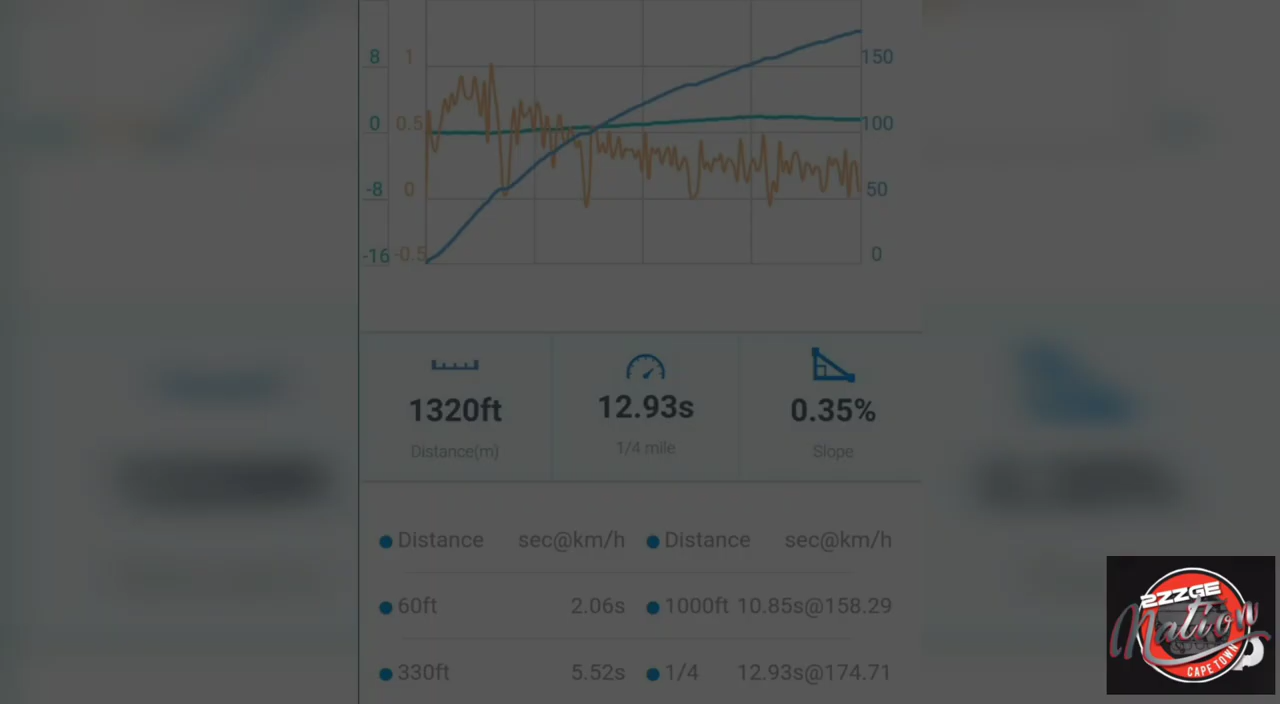 8 1 150
0 0.5 100
-8 0 50
-16 -0.5 0
1320ft 12.93s 0.35%
Distance(m) 1/4 mile Slope
Distance sec@km/h Distance sec@km/h
60ft 2.06s 1000ft 10.85s@158.29
330ft 5.52s 1/4 12.93s@174.71
2ZZGE
Nation
CAPE TOWN